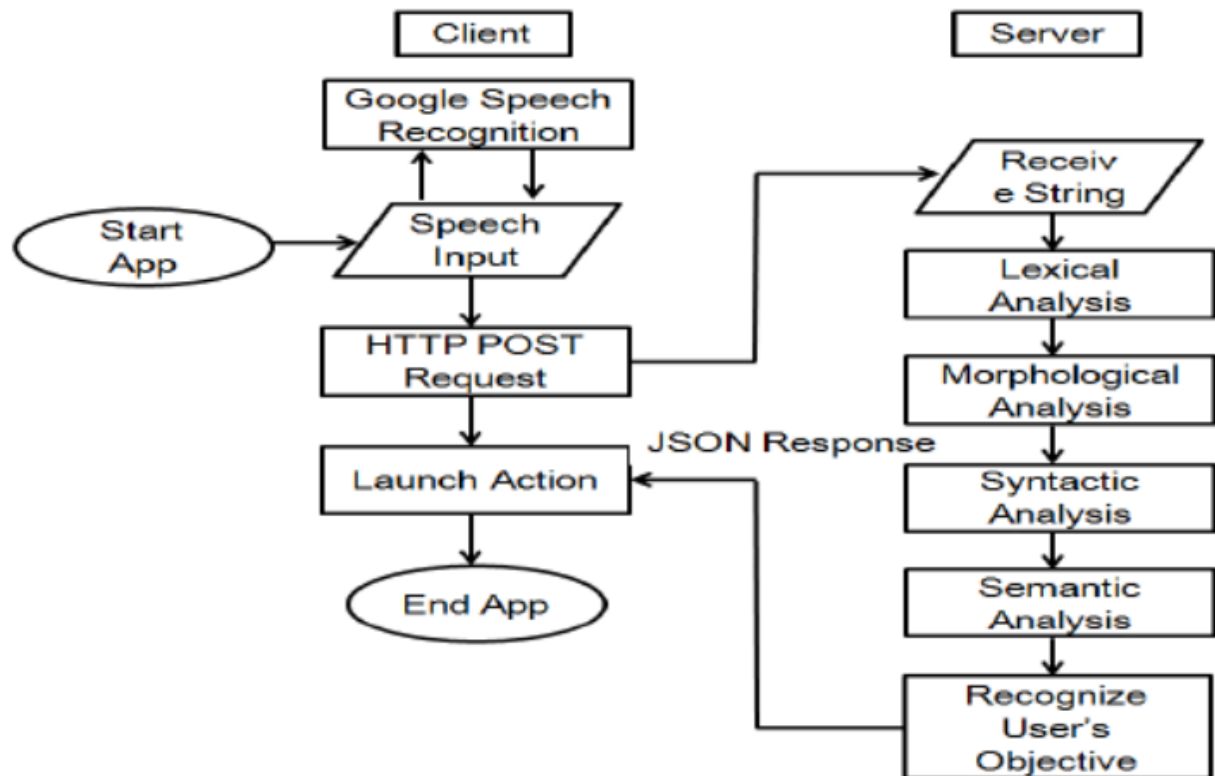 Client
Server
Google Speech
Recognition
Start
App
Speech
Input
HTTP POST
Request
Launch Action
End App
Receiv
e String
Lexical
Analysis
Morphological
Analysis
JSON Response
Syntactic
Analysis
Semantic
Analysis
Recognize
User's
Objective